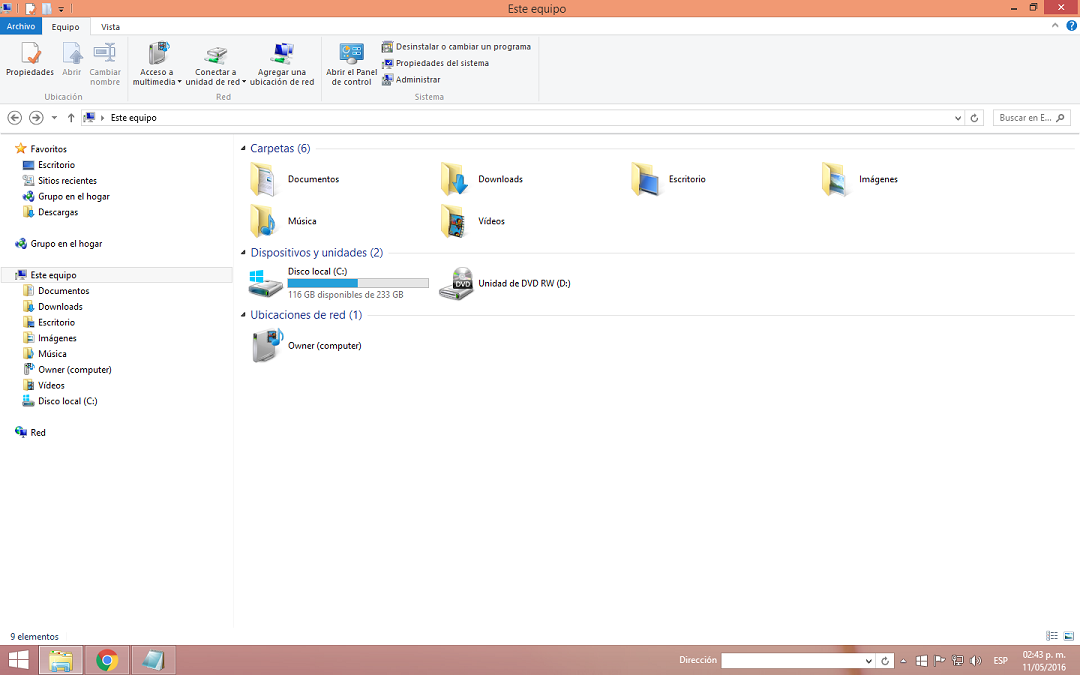 Este equipo
Archivo
Equipo
Vista
Propiedades
Abrir
Cambiar
nombre
Ubicación
Acceso a
multimedia
Conectar a
unidad de red
Agregar una
ubicación de red
Red
Abrir el Panel
de control
Desinstalar o cambiar un programa
Propiedades del sistema
Administrar
Sistema
Este equipo
Buscar en E...
Favoritos
Escritorio
Sitios recientes
Grupo en el hogar
Descargas
Grupo en el hogar
Este equipo
Documentos
Downloads
Escritorio
Imágenes
Música
Owner (computer)
Vídeos
Disco local (C:)
Red
Carpetas (6)
Documentos
Downloads
Escritorio
Imágenes
Música
Vídeos
Dispositivos y unidades (2)
Disco local (C:)
116 GB disponibles de 233 GB
DVD
Unidad de DVD RW (D:)
Ubicaciones de red (1)
Owner (computer)
9 elementos
Dirección
ESP
02:43 p. m.
11/05/2016